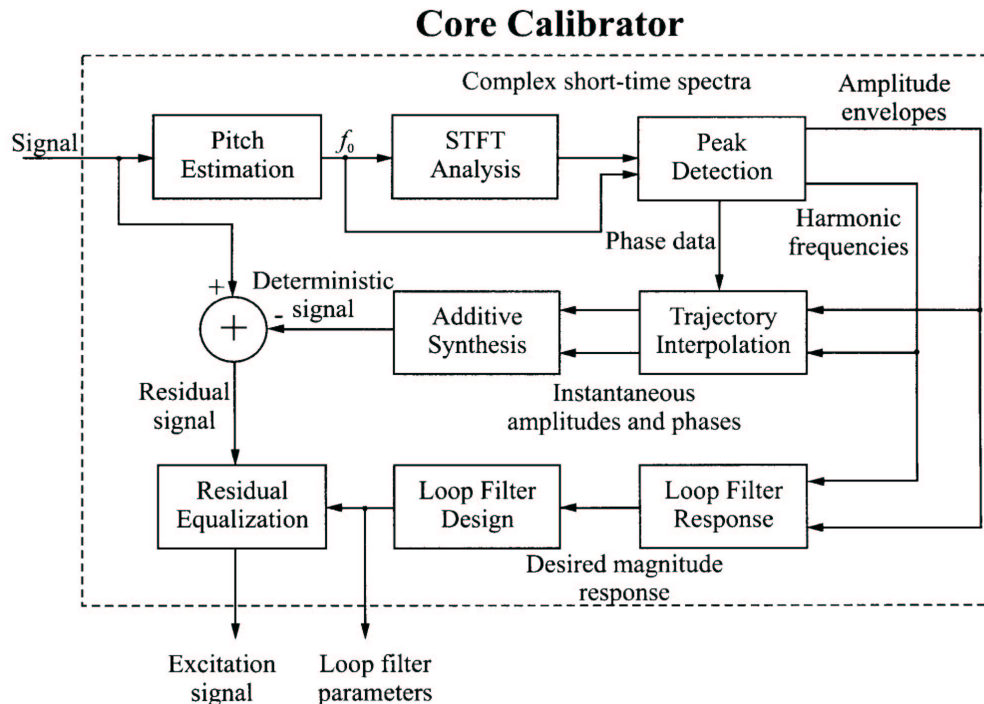 Core Calibrator
Complex short-time spectra
Amplitude
envelopes
Signal
Pitch
Estimation
f₀
STFT
Analysis
Peak
Detection
Phase data
Harmonic
frequencies
+
Deterministic
signal
-
+
Additive
Synthesis
Trajectory
Interpolation
Instantaneous
amplitudes and phases
Residual
signal
Residual
Equalization
Loop Filter
Design
Loop Filter
Response
Desired magnitude
response
Excitation
signal
Loop filter
parameters